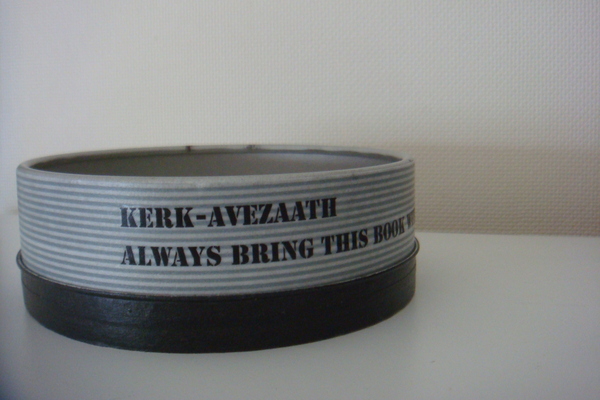 KERK-AVEZAATH
ALWAYS BRING THIS BOOK